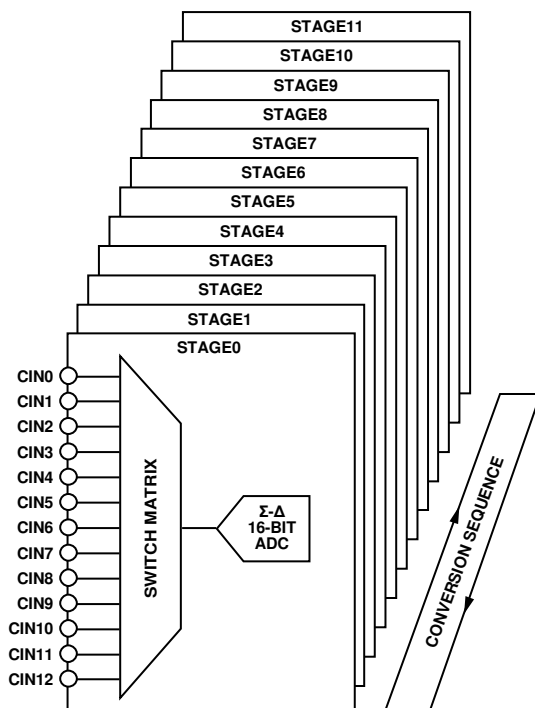 STAGE11
STAGE10
STAGE9
STAGE8
STAGE7
STAGE6
STAGE5
STAGE4
STAGE3
STAGE2
STAGE1
STAGE0
CIN0
CIN1
CIN2
CIN3
CIN4
CIN5
CIN6
CIN7
CIN8
CIN9
CIN10
CIN11
CIN12
SWITCH MATRIX
Σ-Δ
16-BIT
ADC
CONVERSION SEQUENCE